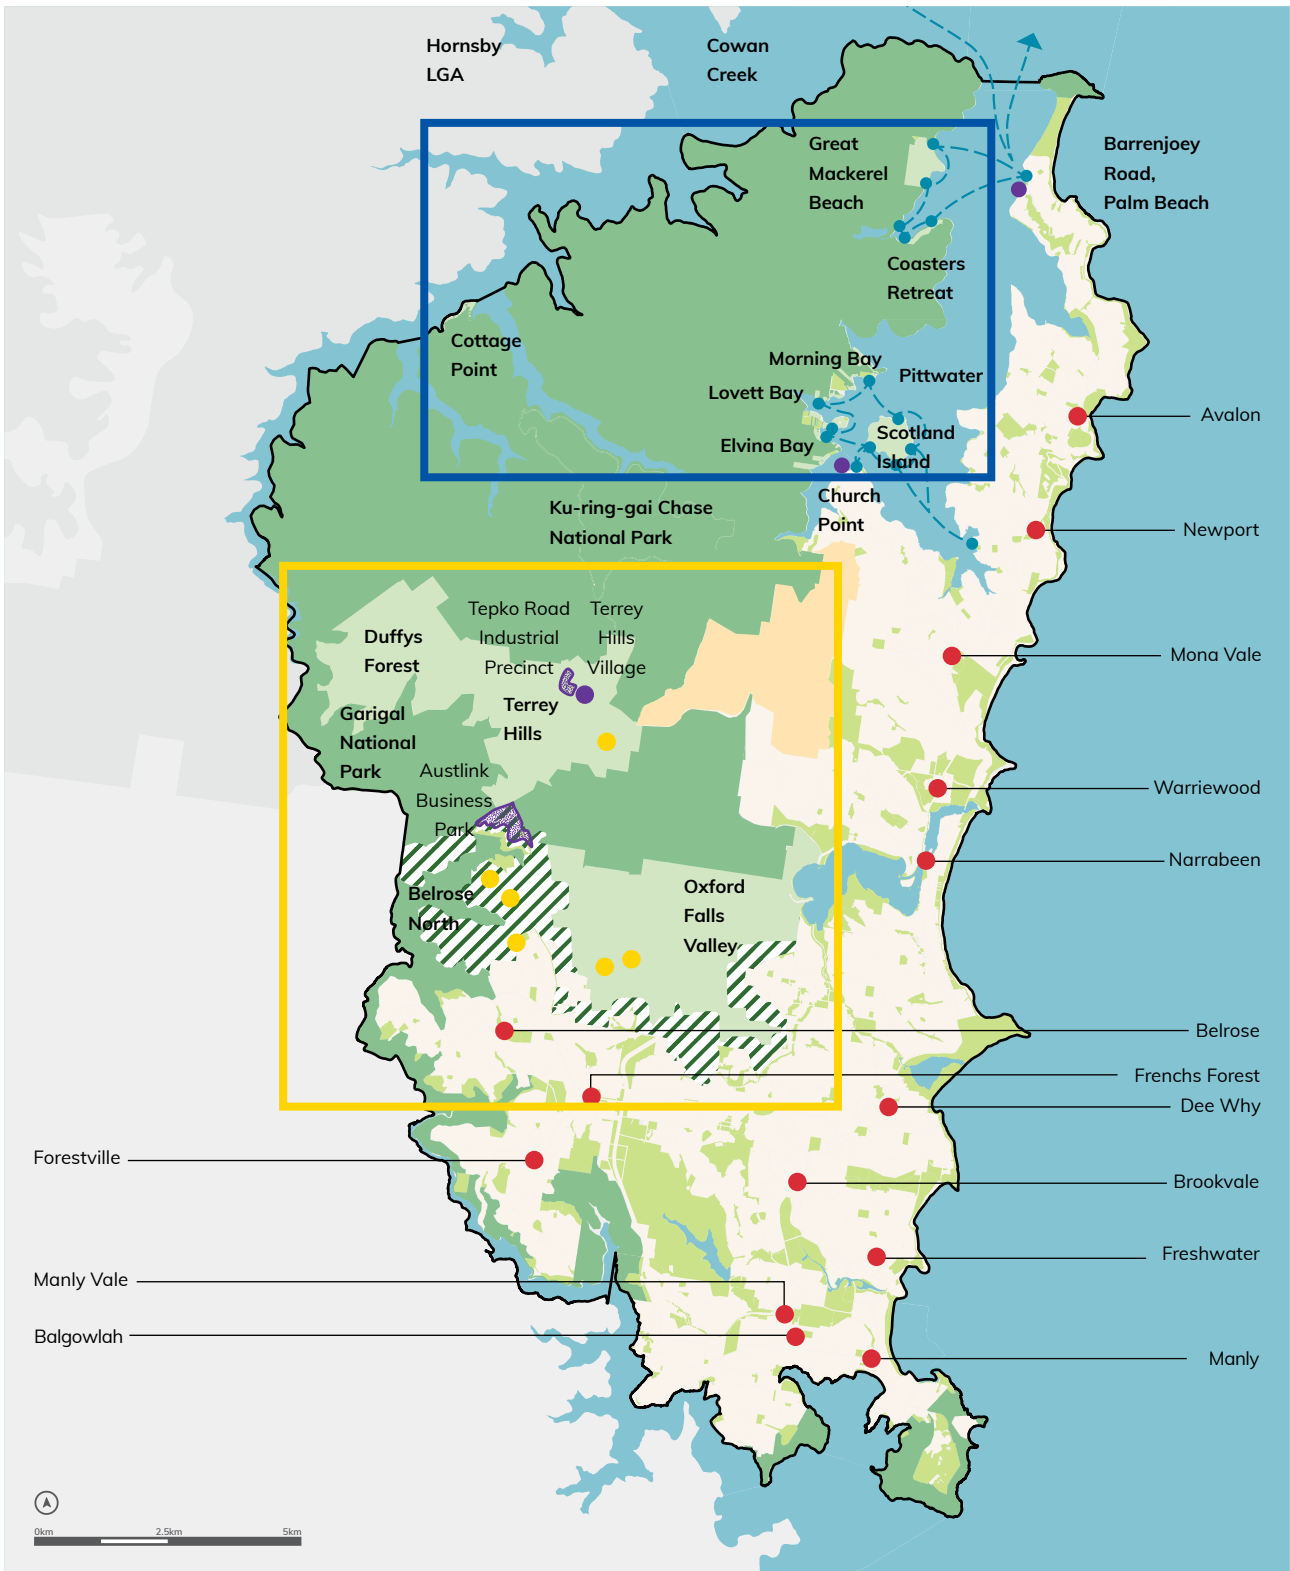 Hornsby
LGA
Cowan
Creek
Great
Mackerel
Beach
Barrenjoey
Road,
Palm Beach
Coasters
Retreat
Cottage
Point
Morning Bay
Pittwater
Lovett Bay
Avalon
Scotland
Island
Elvina Bay
Church
Point
Ku-ring-gai Chase
National Park
Newport
Tepko Road
Industrial
Precinct
Terrey
Hills
Village
Duffys
Forest
Mona Vale
Terrey
Hills
Garigal
National
Park
Austlink
Business
Park
Warriewood
Narrabeen
Belrose
North
Oxford
Falls
Valley
Belrose
Frenchs Forest
Dee Why
Forestville
Brookvale
Freshwater
Manly Vale
Balgowlah
Manly
0km 2.5km 5km